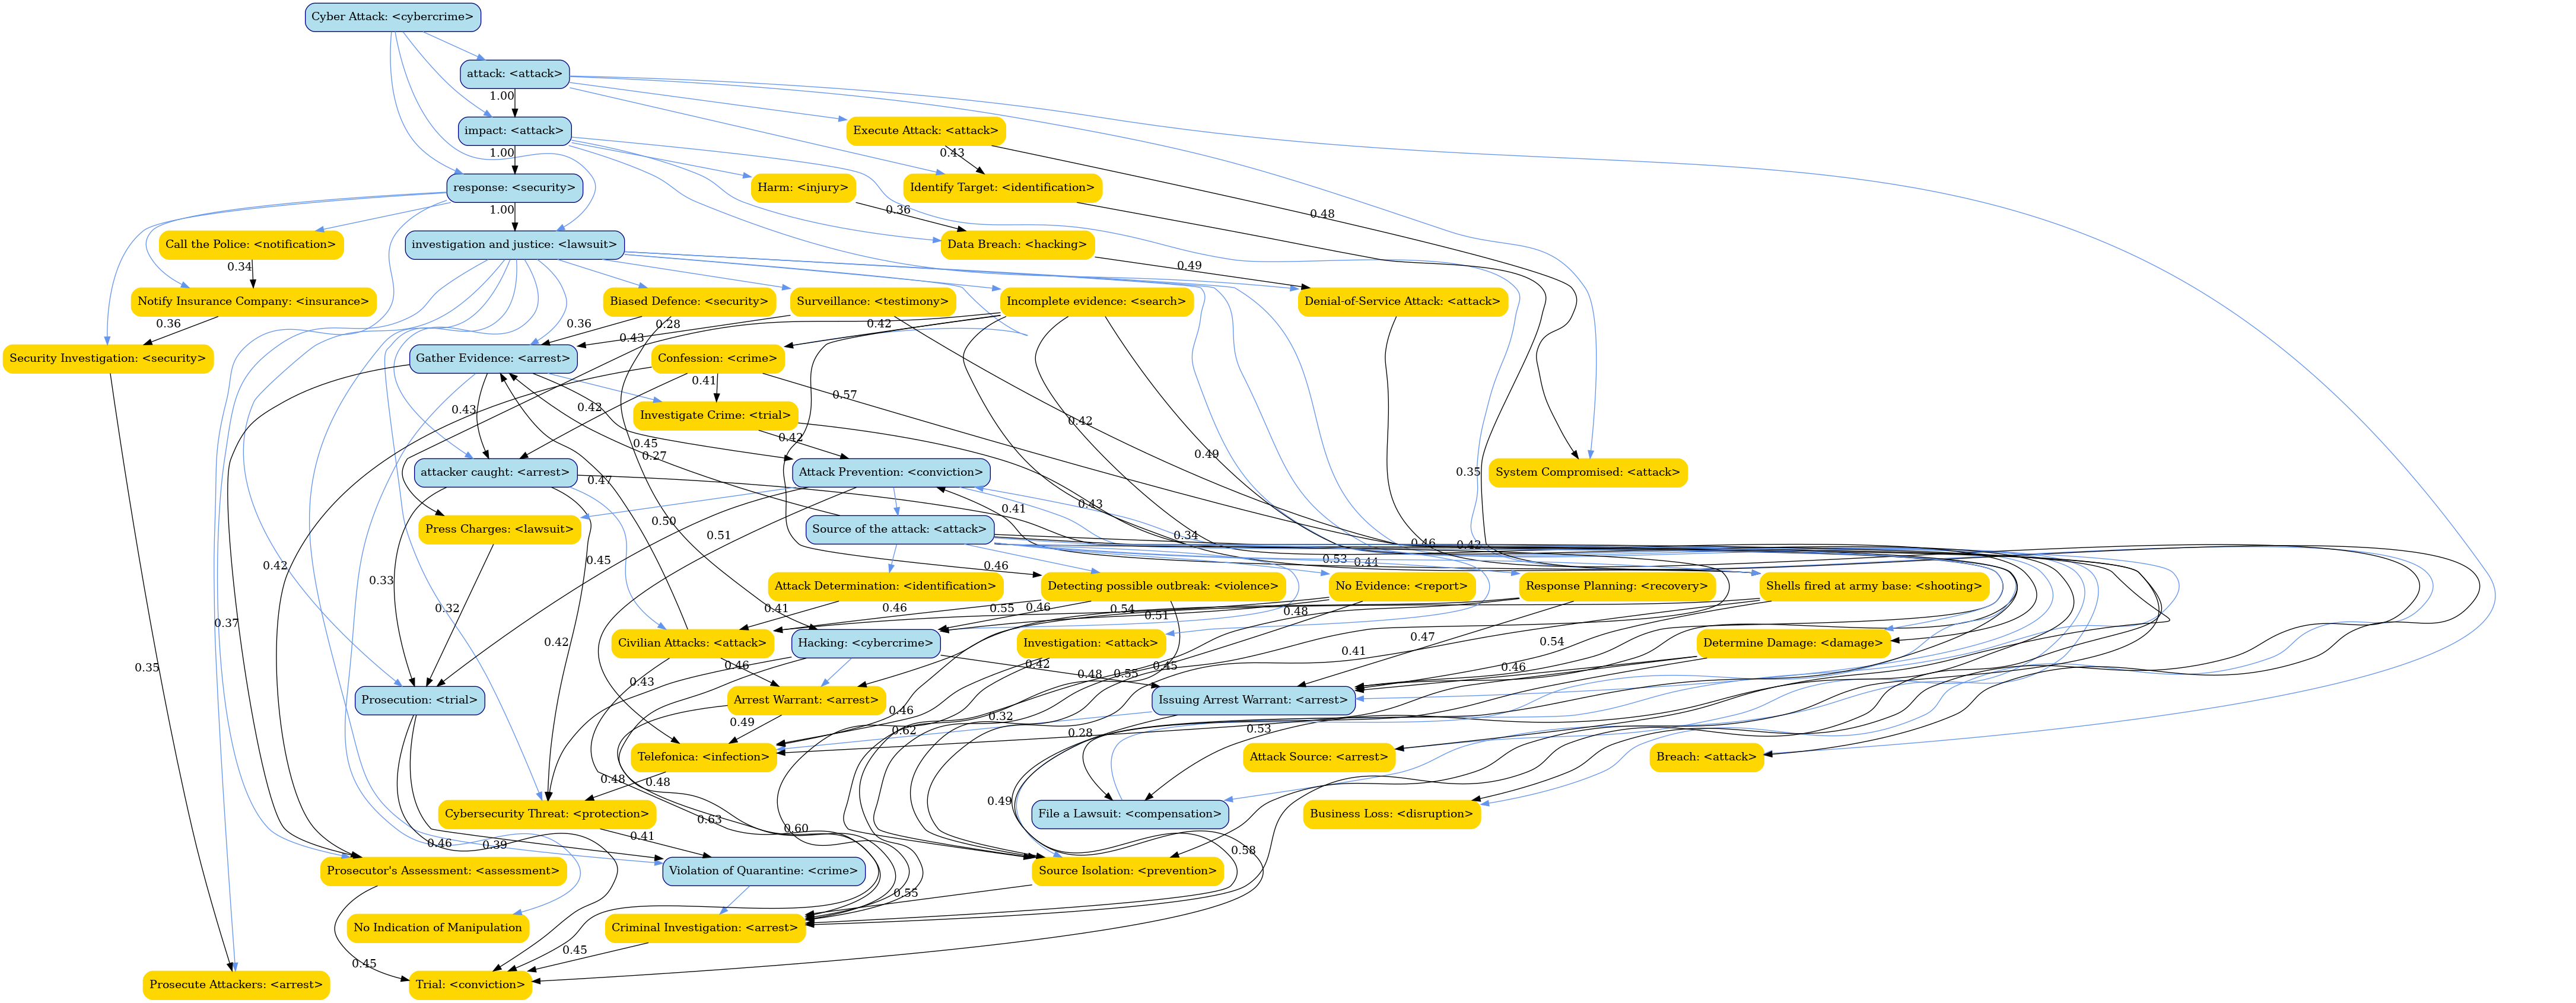 Cyber Attack: <cybercrime>
attack: <attack>
1.00
impact: <attack>
Execute Attack: <attack>
1.00
0.43
response: <security>
Harm: <injury>
Identify Target: <identification>
1.00
0.36
0.48
Call the Police: <notification>
investigation and justice: <lawsuit>
Data Breach: <hacking>
0.34
0.49
Notify Insurance Company: <insurance>
Biased Defence: <security>
Surveillance: <testimony>
Incomplete evidence: <search>
Denial-of-Service Attack: <attack>
0.36
0.36
0.28
0.42
0.43
Security Investigation: <security>
Gather Evidence: <arrest>
Confession: <crime>
0.41
0.57
0.43
0.42
Investigate Crime: <trial>
0.42
0.42
0.45
0.27
0.49
attacker caught: <arrest>
Attack Prevention: <conviction>
0.35
System Compromised: <attack>
0.47
0.43
0.41
0.50
Press Charges: <lawsuit>
Source of the attack: <attack>
0.51
0.34
0.46
0.42
0.45
0.53
0.44
0.42
0.46
0.33
Attack Determination: <identification>
Detecting possible outbreak: <violence>
No Evidence: <report>
Response Planning: <recovery>
Shells fired at army base: <shooting>
0.32
0.41
0.46
0.55
0.46
0.54
0.48
0.51
0.37
0.42
Civilian Attacks: <attack>
Hacking: <cybercrime>
Investigation: <attack>
0.47
0.54
Determine Damage: <damage>
0.41
0.35
0.46
0.42
0.45
0.46
0.43
0.48
0.55
Prosecution: <trial>
Arrest Warrant: <arrest>
Issuing Arrest Warrant: <arrest>
0.49
0.46
0.32
0.62
0.28
0.53
Telefonica: <infection>
Attack Source: <arrest>
Breach: <attack>
0.48
0.48
0.49
Cybersecurity Threat: <protection>
File a Lawsuit: <compensation>
Business Loss: <disruption>
0.63
0.60
0.41
0.46
0.39
0.58
Prosecutor's Assessment: <assessment>
Violation of Quarantine: <crime>
Source Isolation: <prevention>
0.55
No Indication of Manipulation
Criminal Investigation: <arrest>
0.45
0.45
Prosecute Attackers: <arrest>
Trial: <conviction>